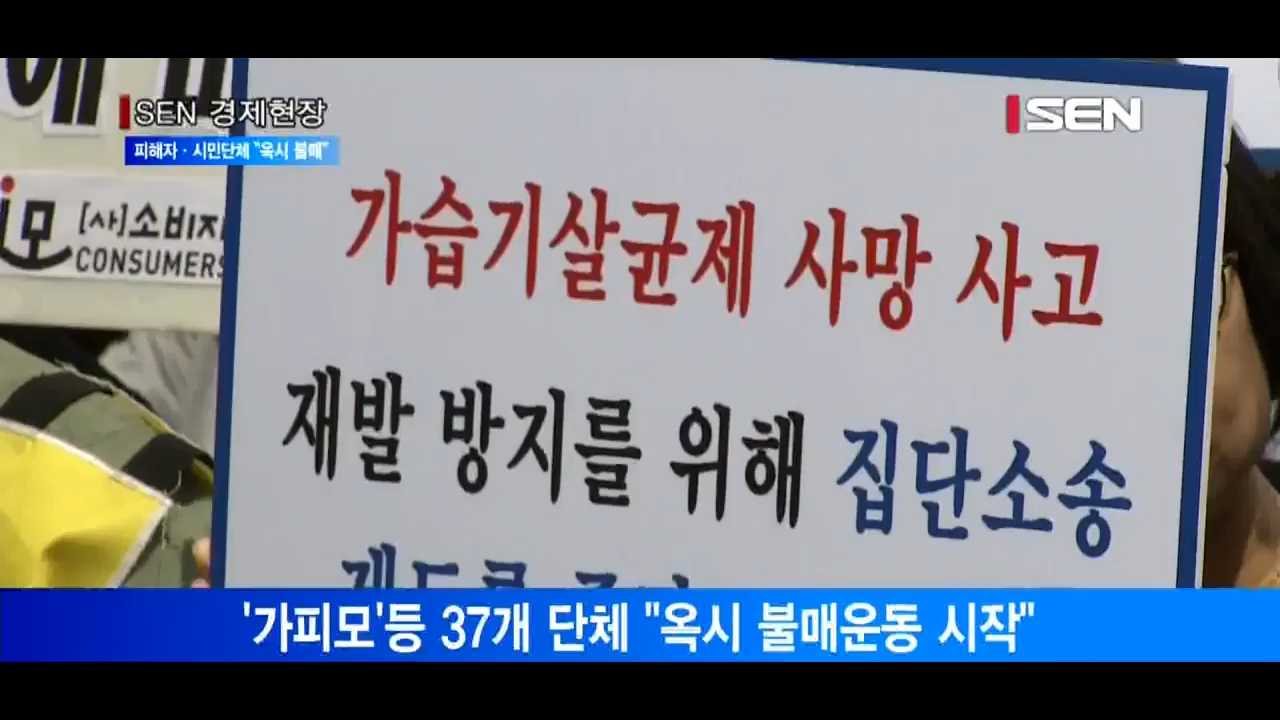 SEN 경제현장
SEN
피해자 · 시민단체 "옥시 불매"
모 [사]소비자
CONSUMERS
가습기살균제 사망 사고
재발 방지를 위해 집단소송
'가피모'등 37개 단체 "옥시 불매운동 시작"